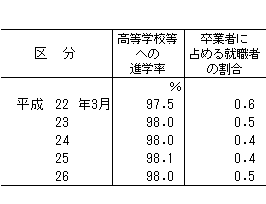 区 分 高等学校等への進学率 卒業者に占める就職者の割合
%
平成 22 年3月 97.5 0.6
23 98.0 0.5
24 98.0 0.4
25 98.1 0.4
26 98.0 0.5